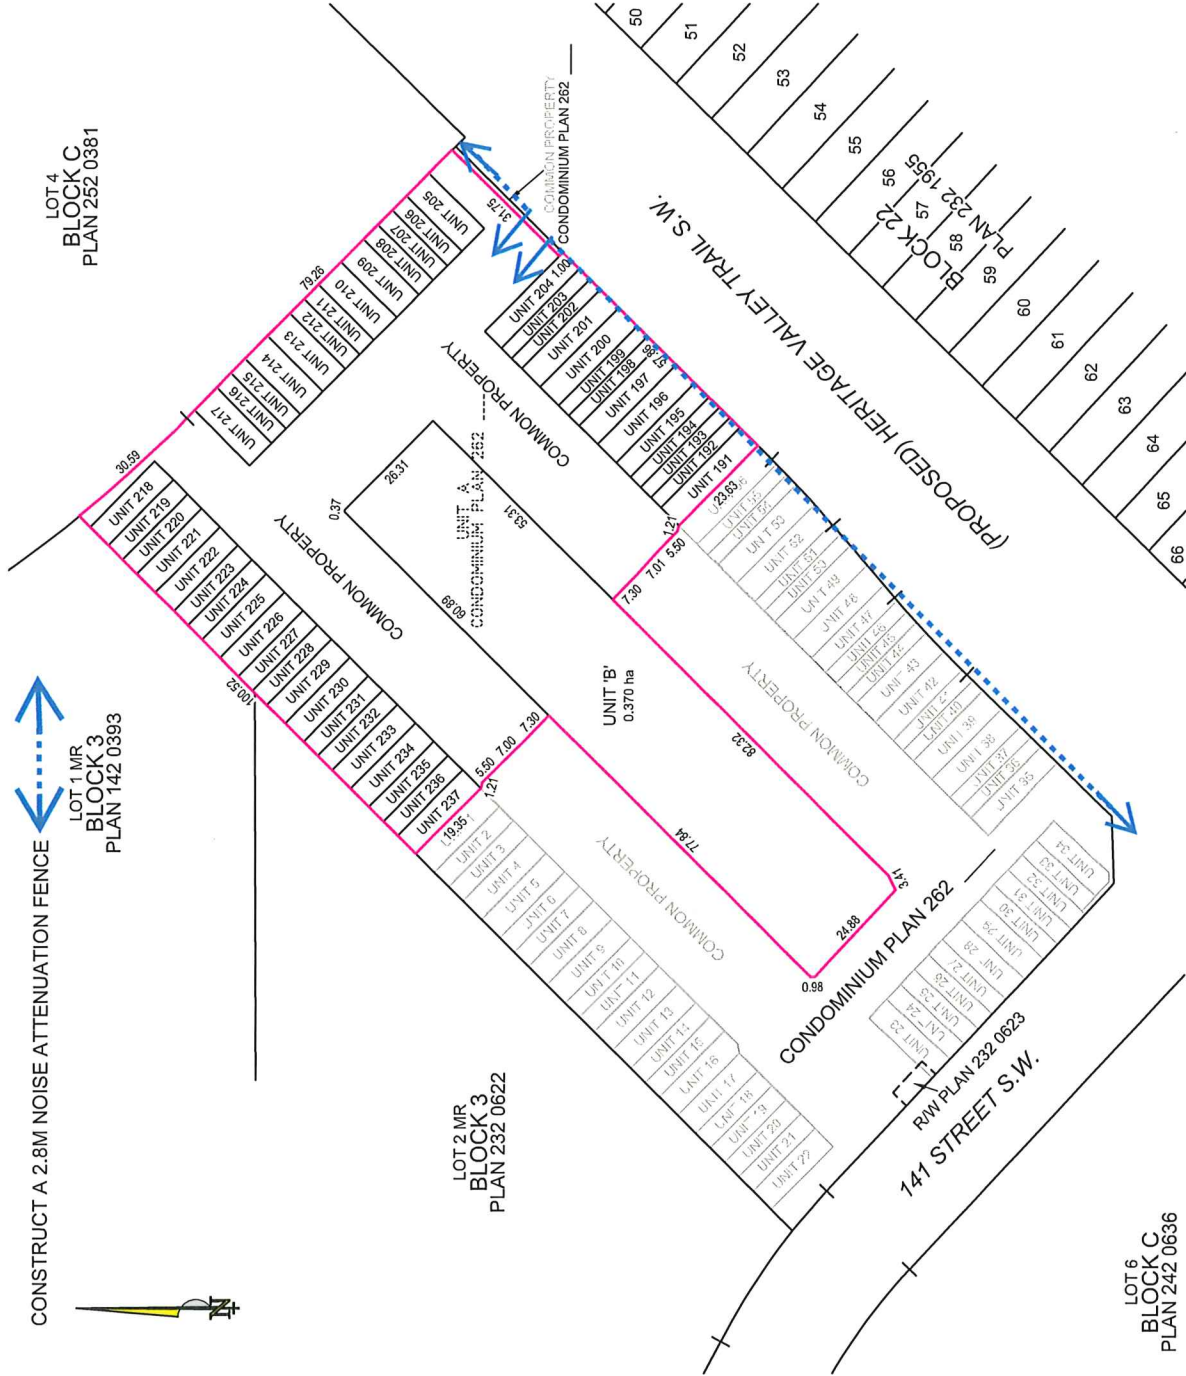 CONSTRUCT A 2.8M NOISE ATTENUATION FENCE
N
LOT 1 MR
BLOCK 3
PLAN 142 0393
LOT 4
BLOCK C
PLAN 252 0381
LOT 2 MR
BLOCK 3
PLAN 232 0622
LOT 6
BLOCK C
PLAN 242 0636
COMMON PROPERTY
CONDOMINIUM PLAN 262
79.26
31.75
30.59
1.00
57.86
100.52
UNIT 205
UNIT 206
UNIT 207
UNIT 208
UNIT 209
UNIT 210
UNIT 211
UNIT 212
UNIT 213
UNIT 214
UNIT 215
UNIT 216
UNIT 217
UNIT 218
UNIT 219
UNIT 220
UNIT 221
UNIT 222
UNIT 223
UNIT 224
UNIT 225
UNIT 226
UNIT 227
UNIT 228
UNIT 229
UNIT 230
UNIT 231
UNIT 232
UNIT 233
UNIT 234
UNIT 235
UNIT 236
UNIT 237
UNIT 204
UNIT 203
UNIT 202
UNIT 201
UNIT 200
UNIT 199
UNIT 198
UNIT 197
UNIT 196
UNIT 195
UNIT 194
UNIT 193
UNIT 192
UNIT 191
COMMON PROPERTY
COMMON PROPERTY
0.37
26.31
53.31
60.89
UNIT A
CONDOMINIUM PLAN 262
UNIT 'B'
0.370 ha
7.30
7.01
5.50
1.21
23.63
5.50
7.00
7.30
1.21
19.35
82.32
77.84
3.41
24.88
0.98
COMMON PROPERTY
COMMON PROPERTY
CONDOMINIUM PLAN 262
UNIT 2
UNIT 3
UNIT 4
UNIT 5
UNIT 6
UNIT 7
UNIT 8
UNIT 9
UNIT 10
UNIT 11
UNIT 12
UNIT 13
UNIT 14
UNIT 15
UNIT 16
UNIT 17
UNIT 18
UNIT 19
UNIT 20
UNIT 21
UNIT 22
UNIT 23
UNIT 24
UNIT 25
UNIT 26
UNIT 27
UNIT 28
UNIT 29
UNIT 30
UNIT 31
UNIT 32
UNIT 33
UNIT 34
UNIT 35
UNIT 36
UNIT 37
UNIT 38
UNIT 39
UNIT 40
UNIT 42
UNIT 43
UNIT 44
UNIT 45
UNIT 46
UNIT 47
UNIT 48
UNIT 49
R/W PLAN 232 0623
141 STREET S.W.
(PROPOSED) HERITAGE VALLEY TRAIL S.W.
BLOCK 22
PLAN 232 1955
50
51
52
53
54
55
56
57
58
59
60
61
62
63
64
65
66